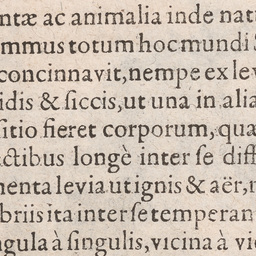 ntæ ac animalia inde nat
mmus totum hoc mundi
concinnavit, nempe ex le
idis & ſiccis, ut una in alia
ſitio fieret corporum, qua
ctibus longè inter ſe diff
menta levia ut ignis & aër,
briis ita inter ſe temperan
gula à ſingulis, vicina à vi